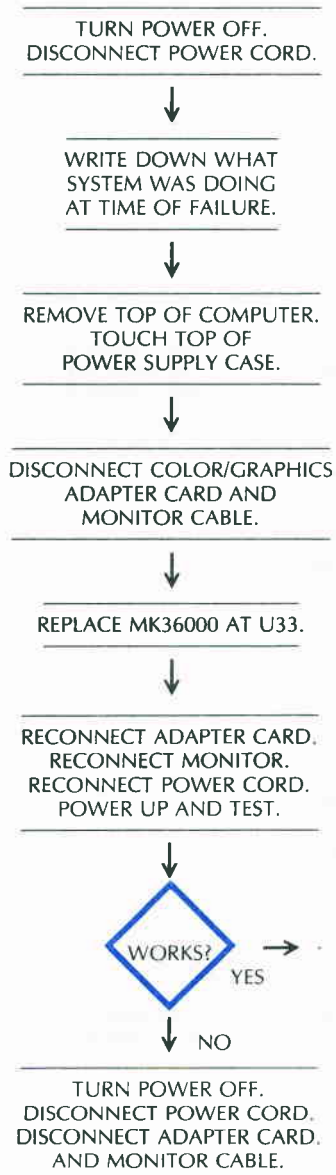 TURN POWER OFF.
DISCONNECT POWER CORD.
WRITE DOWN WHAT
SYSTEM WAS DOING
AT TIME OF FAILURE.
REMOVE TOP OF COMPUTER.
TOUCH TOP OF
POWER SUPPLY CASE.
DISCONNECT COLOR/GRAPHICS
ADAPTER CARD AND
MONITOR CABLE.
REPLACE MK36000 AT U33.
RECONNECT ADAPTER CARD.
RECONNECT MONITOR.
RECONNECT POWER CORD.
POWER UP AND TEST.
WORKS?
YES
NO
TURN POWER OFF.
DISCONNECT POWER CORD.
DISCONNECT ADAPTER CARD.
AND MONITOR CABLE.